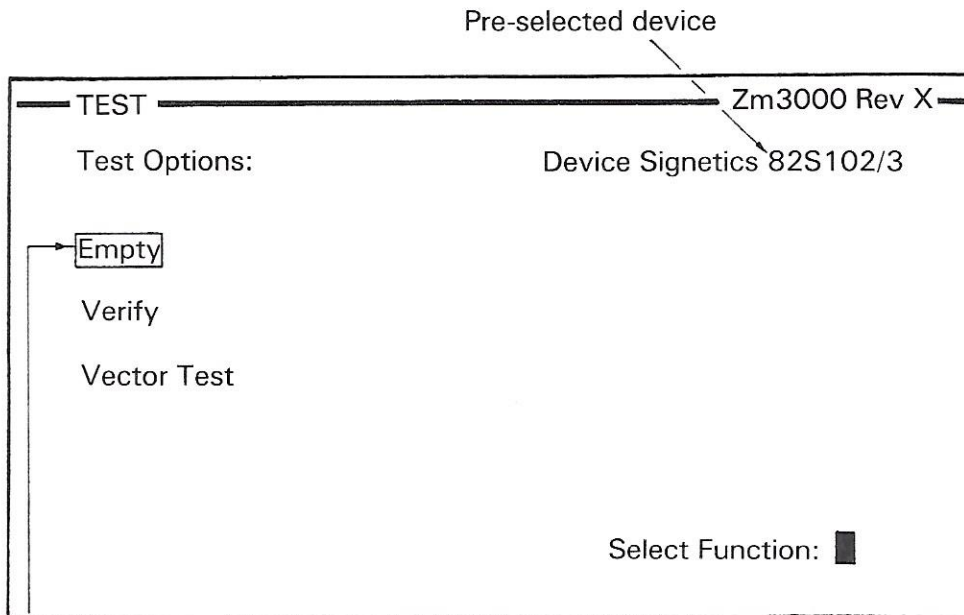 Pre-selected device
TEST Zm3000 Rev X
Test Options: Device Signetics 82S102/3
Empty
Verify
Vector Test
Select Function: